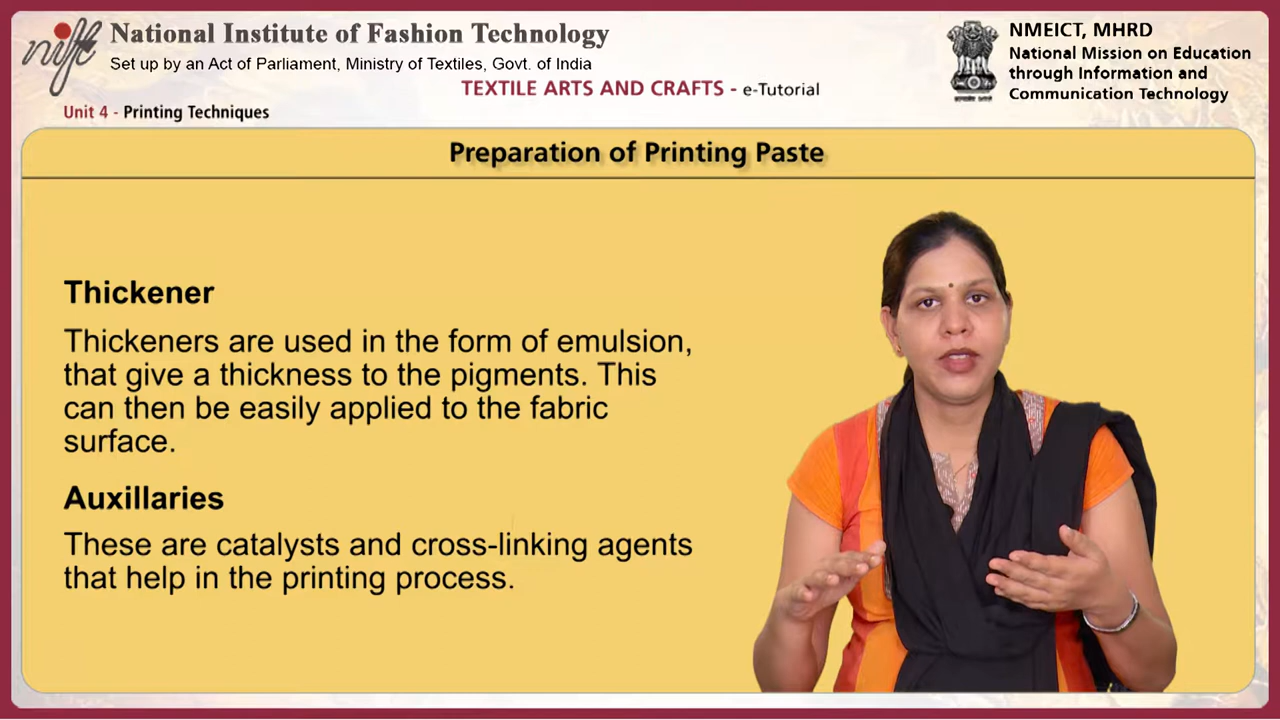 nift
National Institute of Fashion Technology
Set up by an Act of Parliament, Ministry of Textiles, Govt. of India
NMEICT, MHRD
National Mission on Education
through Information and
Communication Technology
TEXTILE ARTS AND CRAFTS - e-Tutorial
Unit 4 - Printing Techniques
Preparation of Printing Paste
Thickener
Thickeners are used in the form of emulsion,
that give a thickness to the pigments. This
can then be easily applied to the fabric
surface.
Auxillaries
These are catalysts and cross-linking agents
that help in the printing process.